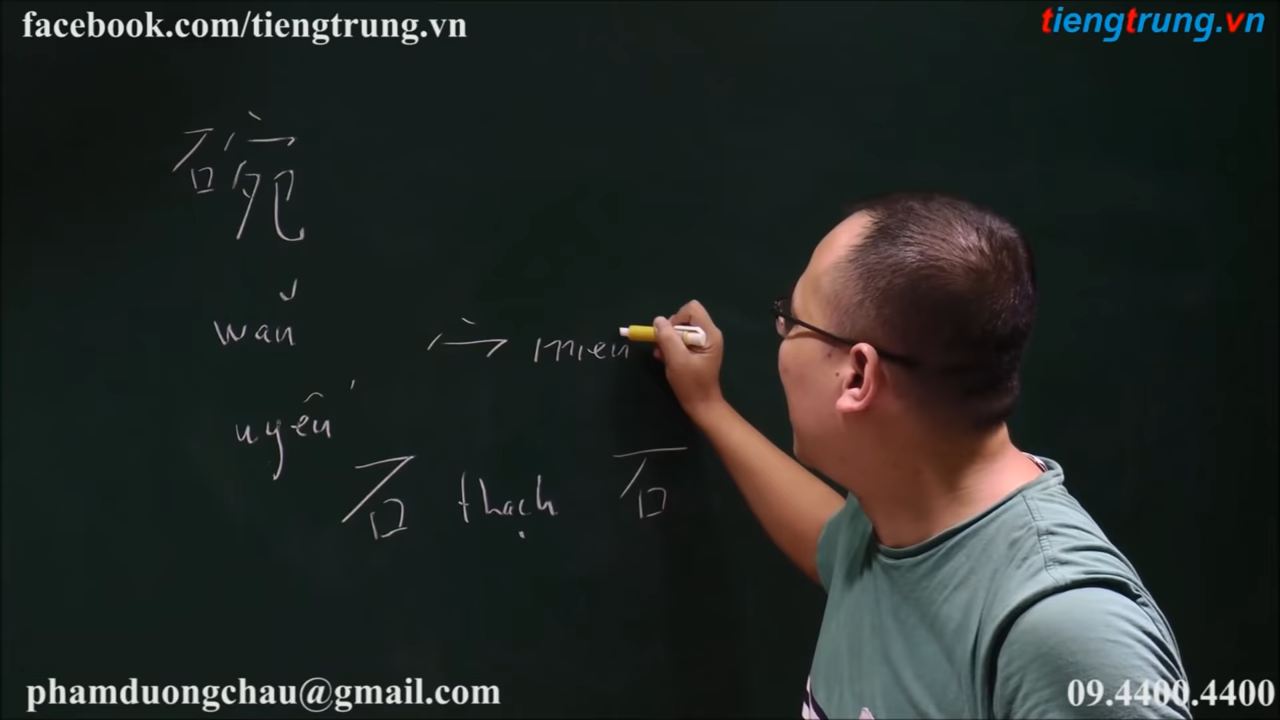 facebook.com/tiengtrung.vn
tiengtrung.vn
碗
wǎn
宀 mien
uyển
石 thạch 石
phamduongchau@gmail.com
09.4400.4400